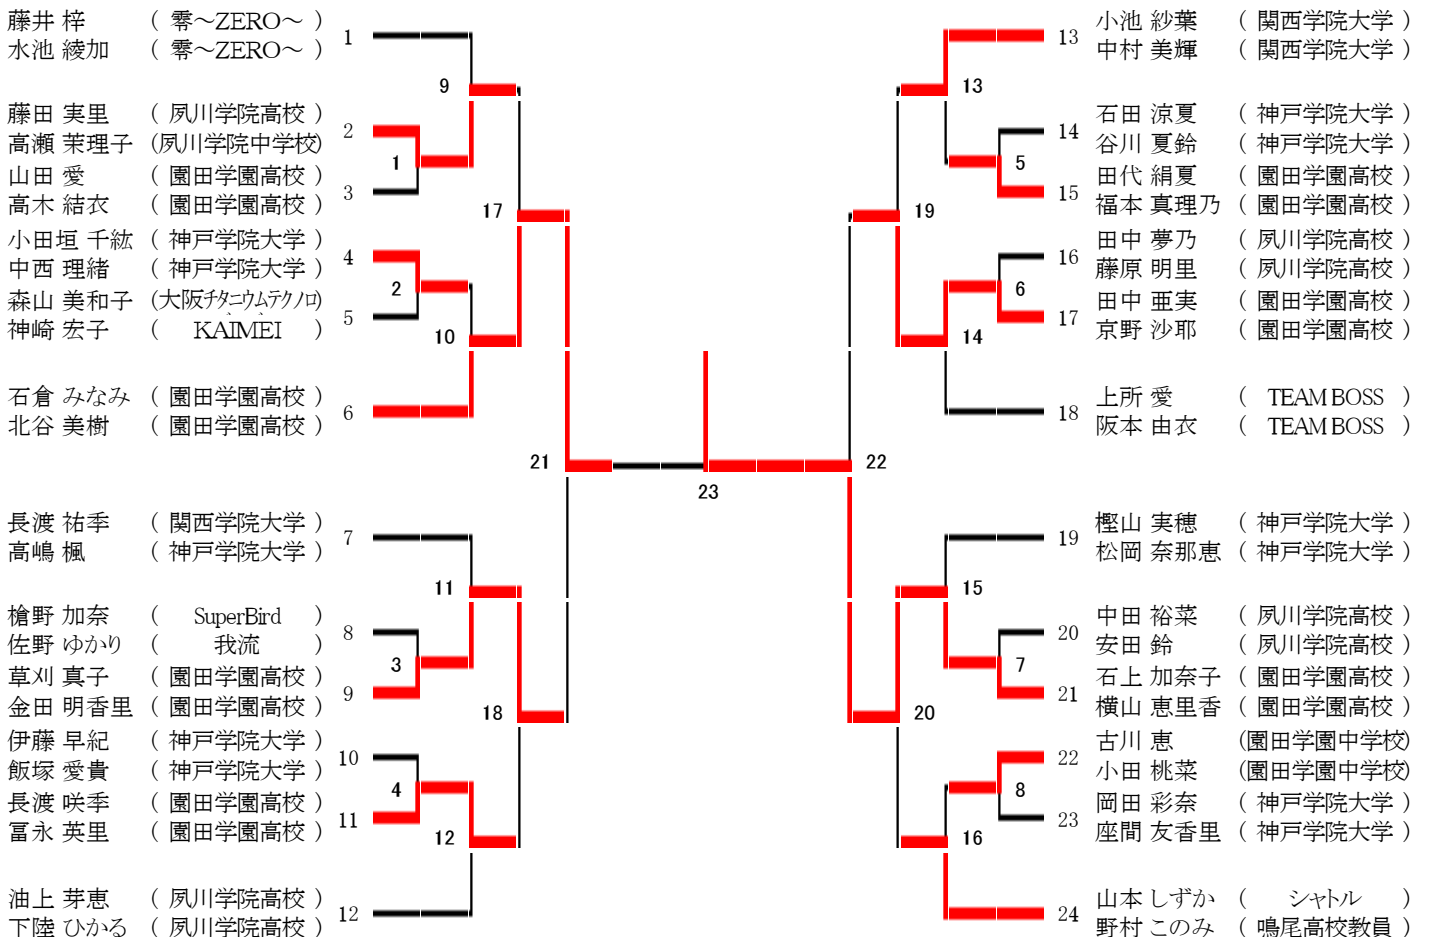 藤井 梓 （ 零～ZERO～ ）
水池 綾加 （ 零～ZERO～ ）
1
藤田 実里 （ 夙川学院高校 ）
高瀬 茉理子 （夙川学院中学校）
2
山田 愛 （ 園田学園高校 ）
高木 結衣 （ 園田学園高校 ）
3
小田垣 千紘 （ 神戸学院大学 ）
中西 理緒 （ 神戸学院大学 ）
4
森山 美和子 （大阪ﾁﾀﾆｳﾑﾃｸﾉﾛ）
神崎 宏子 （ KAIMEI ）
5
石倉 みなみ （ 園田学園高校 ）
北谷 美樹 （ 園田学園高校 ）
6
長渡 祐季 （ 関西学院大学 ）
高嶋 楓 （ 神戸学院大学 ）
7
槍野 加奈 （ SuperBird ）
佐野 ゆかり （ 我流 ）
8
草刈 真子 （ 園田学園高校 ）
金田 明香里 （ 園田学園高校 ）
9
伊藤 早紀 （ 神戸学院大学 ）
飯塚 愛貴 （ 神戸学院大学 ）
10
長渡 咲季 （ 園田学園高校 ）
冨永 英里 （ 園田学園高校 ）
11
油上 芽恵 （ 夙川学院高校 ）
下陸 ひかる （ 夙川学院高校 ）
12
9
1
17
2
10
21
11
3
18
4
12
23
13
5
19
6
14
22
15
7
20
8
16
13
小池 紗葉 （ 関西学院大学 ）
中村 美輝 （ 関西学院大学 ）
14
石田 涼夏 （ 神戸学院大学 ）
谷川 夏鈴 （ 神戸学院大学 ）
15
田代 絹夏 （ 園田学園高校 ）
福本 真理乃 （ 園田学園高校 ）
16
田中 夢乃 （ 夙川学院高校 ）
藤原 明里 （ 夙川学院高校 ）
17
田中 亜実 （ 園田学園高校 ）
京野 沙耶 （ 園田学園高校 ）
18
上所 愛 （ TEAM BOSS ）
阪本 由衣 （ TEAM BOSS ）
19
樫山 実穂 （ 神戸学院大学 ）
松岡 奈那恵 （ 神戸学院大学 ）
20
中田 裕菜 （ 夙川学院高校 ）
安田 鈴 （ 夙川学院高校 ）
21
石上 加奈子 （ 園田学園高校 ）
横山 恵里香 （ 園田学園高校 ）
22
古川 恵 （園田学園中学校）
小田 桃菜 （園田学園中学校）
23
岡田 彩奈 （ 神戸学院大学 ）
座間 友香里 （ 神戸学院大学 ）
24
山本 しずか （ シャトル ）
野村 このみ （ 鳴尾高校教員 ）